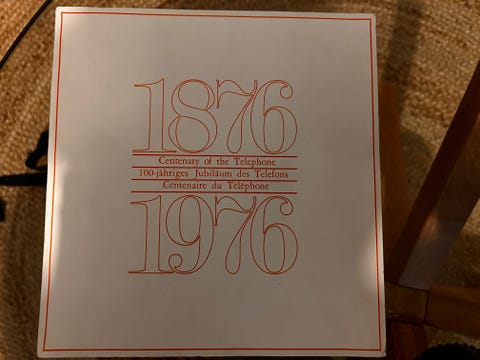 1876
Centenary of the Telephone
100-jähriges Jubiläum des Telefons
Centenaire du Téléphone
1976